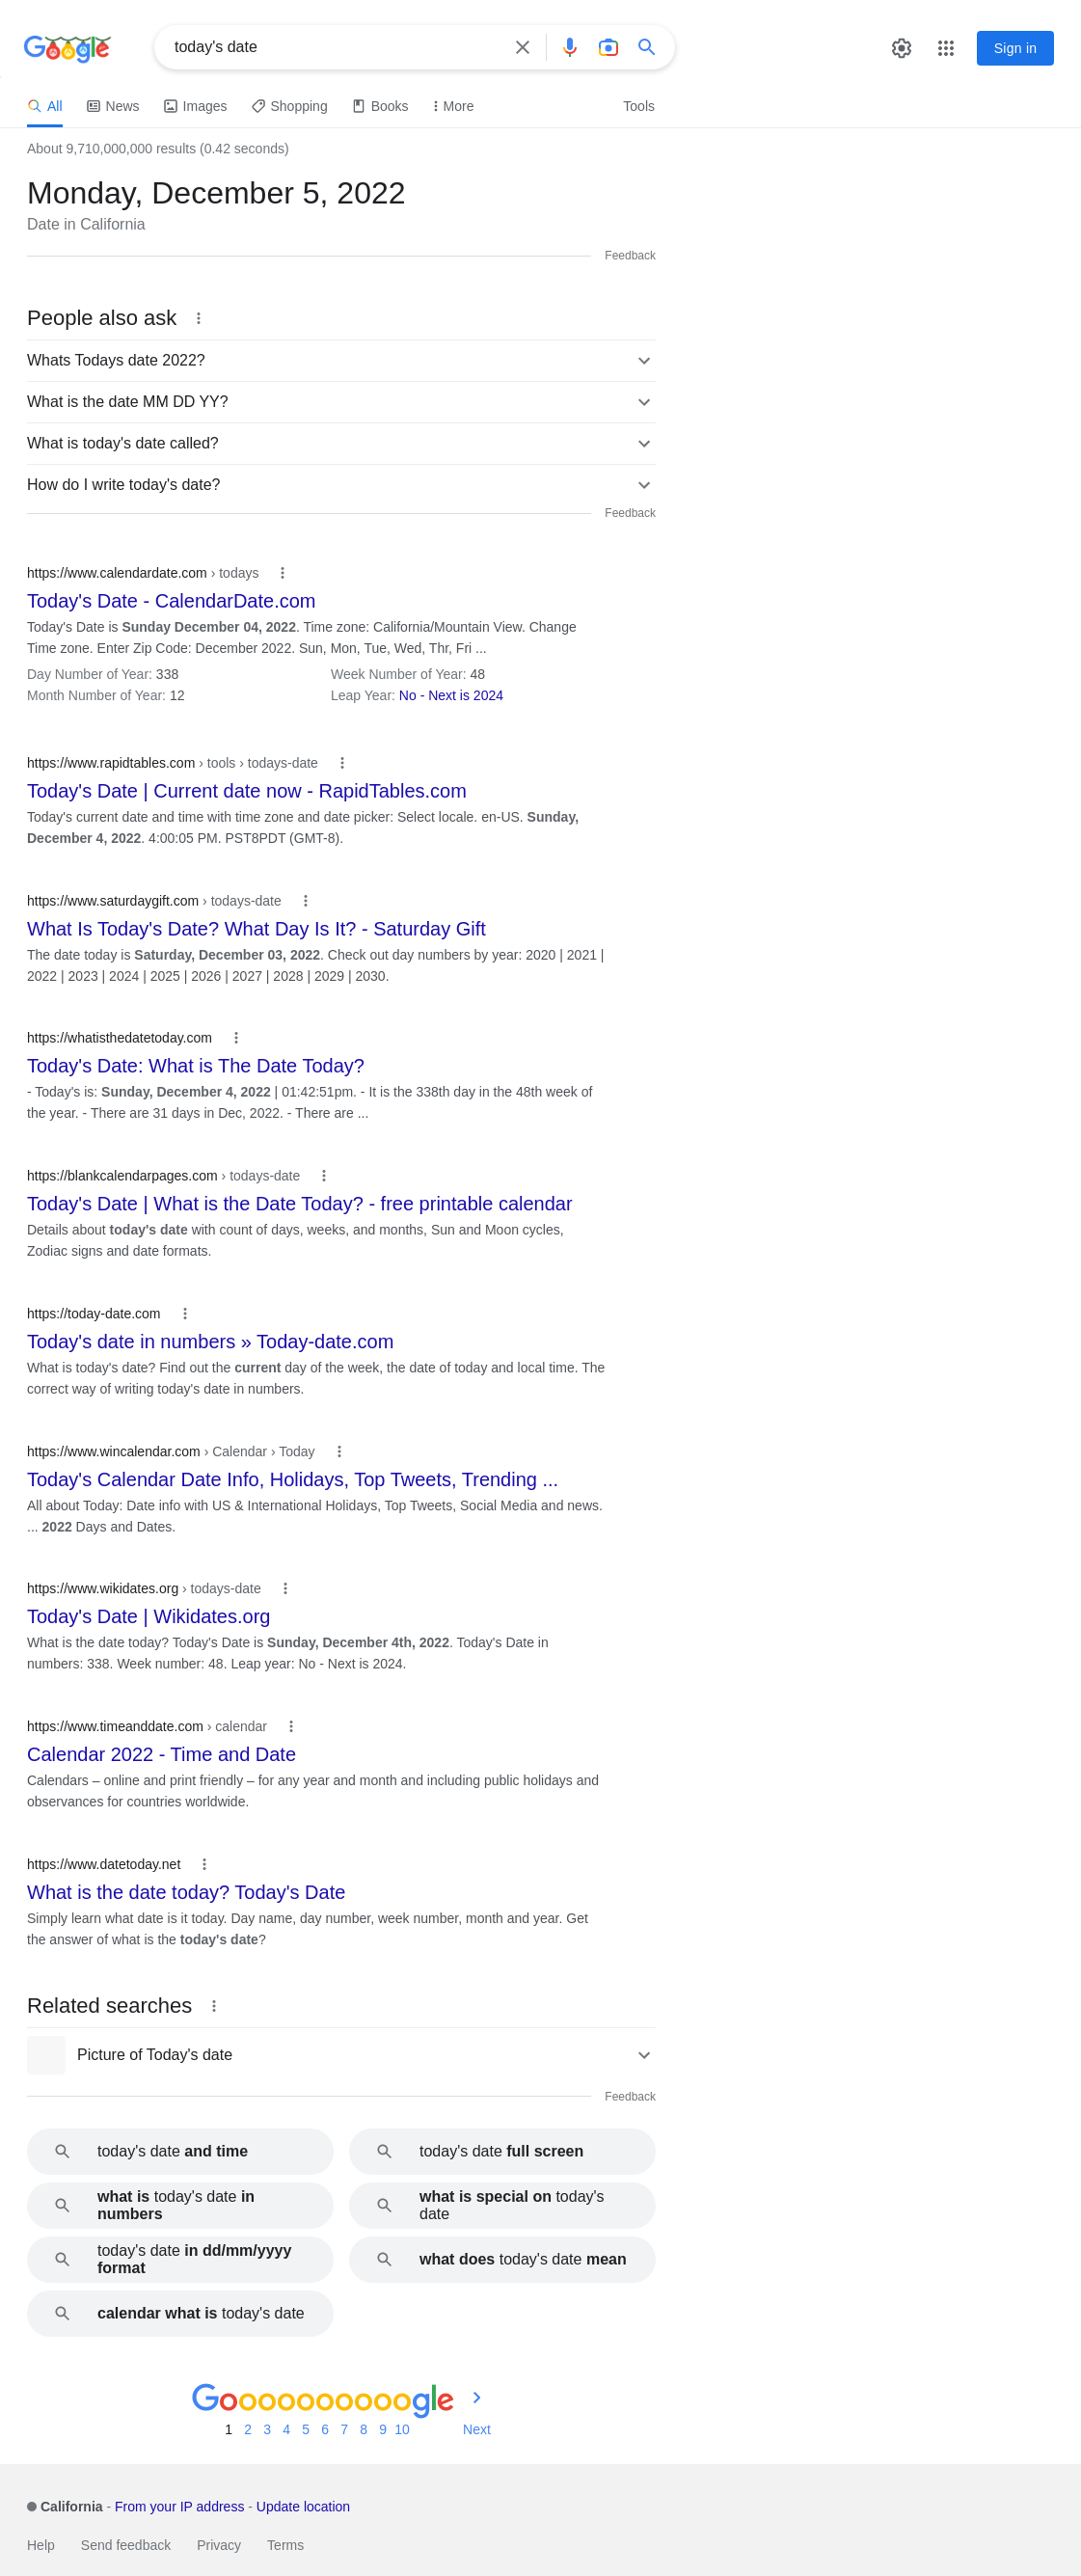 Google
today's date
Sign in
All News Images Shopping Books More Tools
About 9,710,000,000 results (0.42 seconds)
Monday, December 5, 2022
Date in California
Feedback
People also ask
Whats Todays date 2022?
What is the date MM DD YY?
What is today's date called?
How do I write today's date?
Feedback
https://www.calendardate.com › todays
Today's Date - CalendarDate.com
Today's Date is Sunday December 04, 2022. Time zone: California/Mountain View. Change
Time zone. Enter Zip Code: December 2022. Sun, Mon, Tue, Wed, Thr, Fri ...
Day Number of Year: 338 Week Number of Year: 48
Month Number of Year: 12 Leap Year: No - Next is 2024
https://www.rapidtables.com › tools › todays-date
Today's Date | Current date now - RapidTables.com
Today's current date and time with time zone and date picker: Select locale. en-US. Sunday,
December 4, 2022. 4:00:05 PM. PST8PDT (GMT-8).
https://www.saturdaygift.com › todays-date
What Is Today's Date? What Day Is It? - Saturday Gift
The date today is Saturday, December 03, 2022. Check out day numbers by year: 2020 | 2021 |
2022 | 2023 | 2024 | 2025 | 2026 | 2027 | 2028 | 2029 | 2030.
https://whatisthedatetoday.com
Today's Date: What is The Date Today?
- Today's is: Sunday, December 4, 2022 | 01:42:51pm. - It is the 338th day in the 48th week of
the year. - There are 31 days in Dec, 2022. - There are ...
https://blankcalendarpages.com › todays-date
Today's Date | What is the Date Today? - free printable calendar
Details about today's date with count of days, weeks, and months, Sun and Moon cycles,
Zodiac signs and date formats.
https://today-date.com
Today's date in numbers » Today-date.com
What is today's date? Find out the current day of the week, the date of today and local time. The
correct way of writing today's date in numbers.
https://www.wincalendar.com › Calendar › Today
Today's Calendar Date Info, Holidays, Top Tweets, Trending ...
All about Today: Date info with US & International Holidays, Top Tweets, Social Media and news.
... 2022 Days and Dates.
https://www.wikidates.org › todays-date
Today's Date | Wikidates.org
What is the date today? Today's Date is Sunday, December 4th, 2022. Today's Date in
numbers: 338. Week number: 48. Leap year: No - Next is 2024.
https://www.timeanddate.com › calendar
Calendar 2022 - Time and Date
Calendars – online and print friendly – for any year and month and including public holidays and
observances for countries worldwide.
https://www.datetoday.net
What is the date today? Today's Date
Simply learn what date is it today. Day name, day number, week number, month and year. Get
the answer of what is the today's date?
Related searches
Picture of Today's date
Feedback
today's date and time
today's date full screen
what is today's date in
numbers
what is special on today's
date
today's date in dd/mm/yyyy
format
what does today's date mean
calendar what is today's date
Goooooooooogle
1 2 3 4 5 6 7 8 9 10 Next
California - From your IP address - Update location
Help Send feedback Privacy Terms